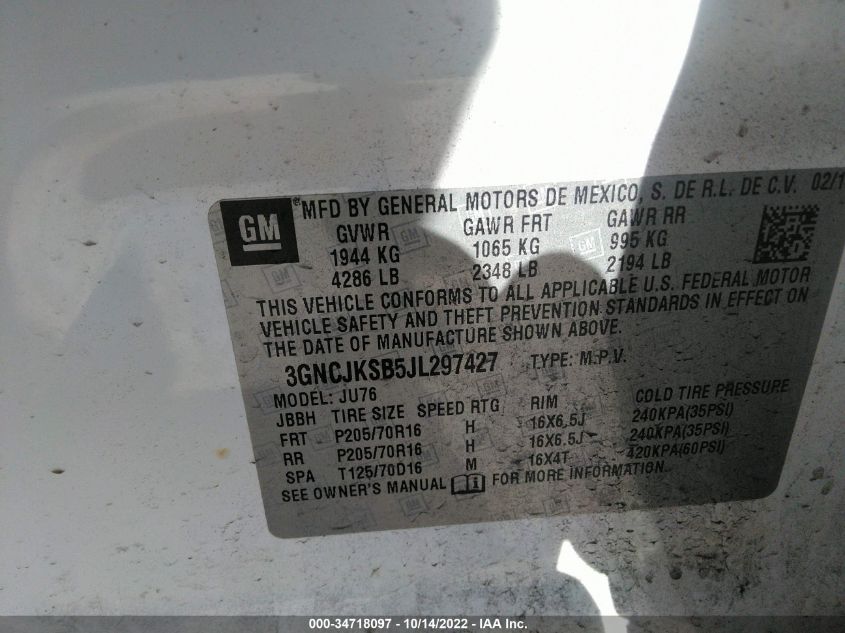 GM
® MFD BY GENERAL MOTORS DE MEXICO, S. DE R.L. DE C.V. 02/1
GVWR GAWR FRT GAWR RR
1944 KG 1065 KG 995 KG
4286 LB 2348 LB 2194 LB
THIS VEHICLE CONFORMS TO ALL APPLICABLE U.S. FEDERAL MOTOR
VEHICLE SAFETY AND THEFT PREVENTION STANDARDS IN EFFECT ON
THE DATE OF MANUFACTURE SHOWN ABOVE.
3GNCJKSB5JL297427 TYPE: M.P.V.
MODEL: JU76
JBBH TIRE SIZE SPEED RTG RIM COLD TIRE PRESSURE
FRT P205/70R16 H 16X6.5J 240KPA(35PSI)
RR P205/70R16 H 16X6.5J 240KPA(35PSI)
SPA T125/70D16 M 16X4T 420KPA(60PSI)
SEE OWNER'S MANUAL FOR MORE INFORMATION.
000-34718097 - 10/14/2022 - IAA Inc.